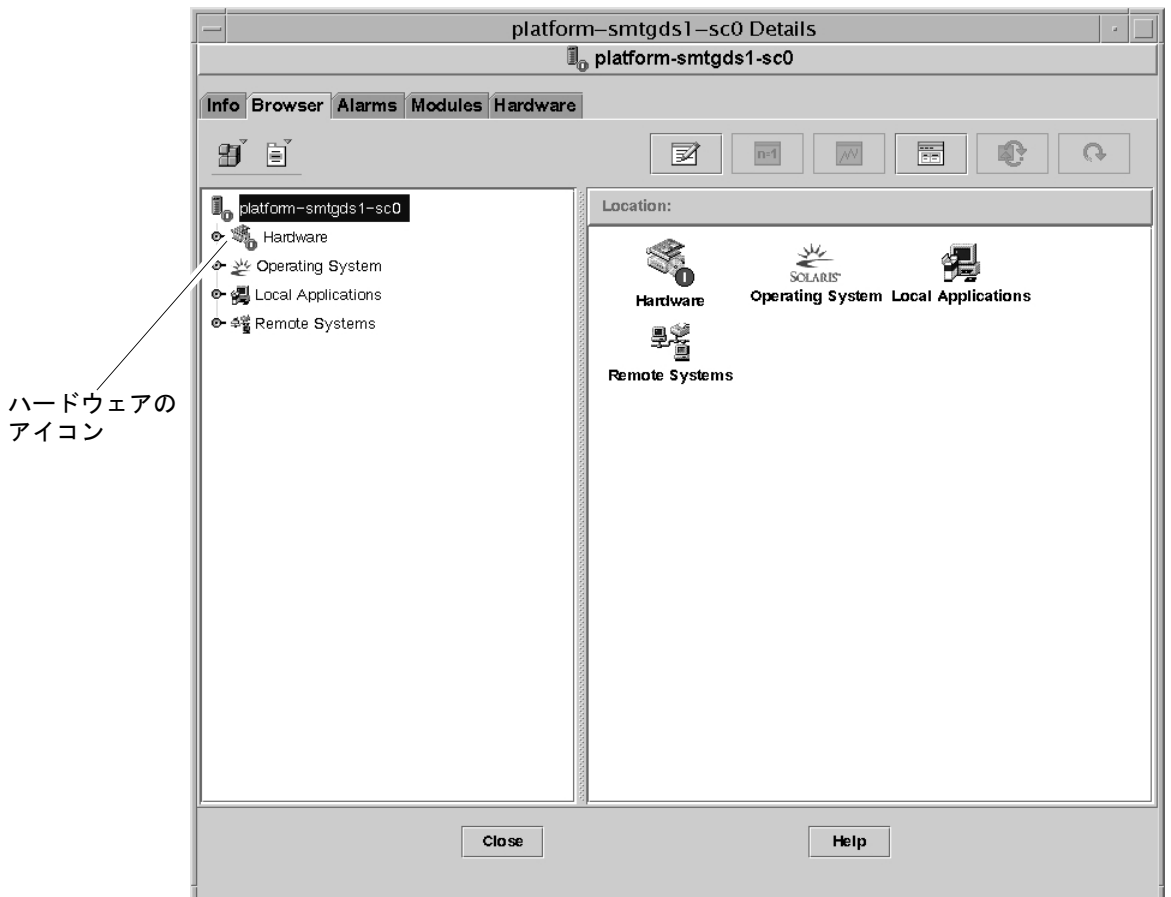 platform–smtgds1–sc0 Details
platform-smtgds1-sc0
Info Browser Alarms Modules Hardware
n=1
platform–smtgds1–sc0
Hardware
Operating System
Local Applications
Remote Systems
Location:
Hardware
SOLARIS
Operating System
Local Applications
Remote Systems
ハードウェアの
アイコン
Close
Help